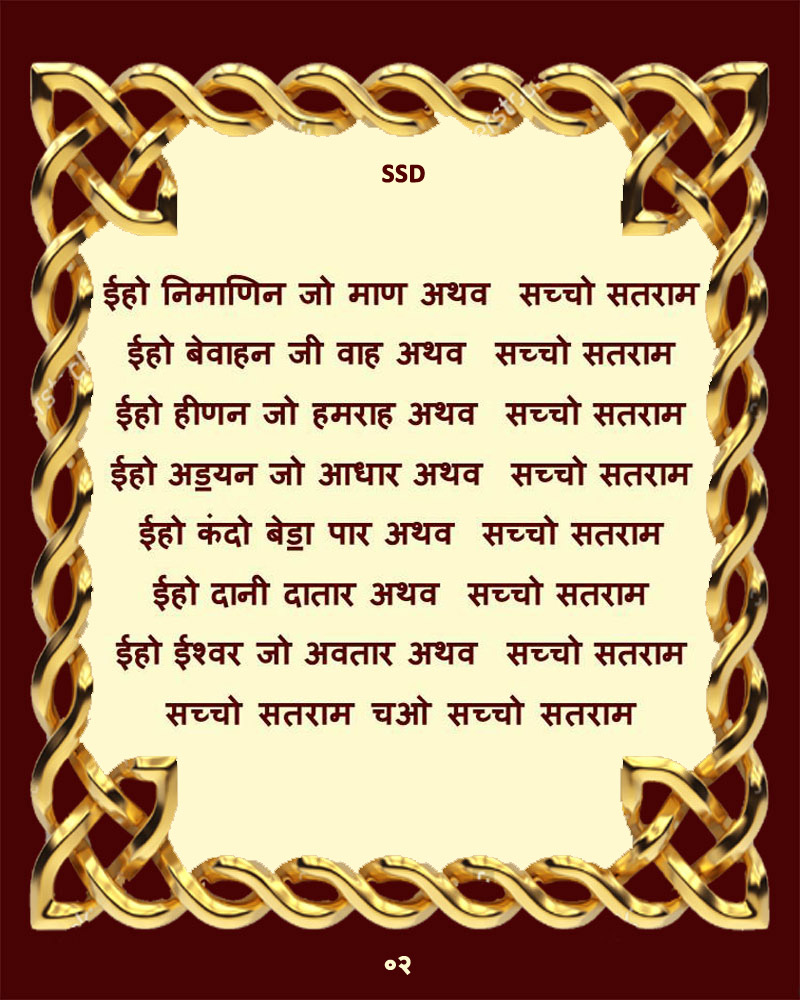 SSD
ईहो निमाणिन जो माण अथव सच्चो सतराम
ईहो बेवाहन जी वाह अथव सच्चो सतराम
ईहो हीणन जो हमराह अथव सच्चो सतराम
ईहो अड॒यन जो आधार अथव सच्चो सतराम
ईहो कंदो बेड॒ा पार अथव सच्चो सतराम
ईहो दानी दातार अथव सच्चो सतराम
ईहो ईश्वर जो अवतार अथव सच्चो सतराम
सच्चो सतराम चओ सच्चो सतराम
०२